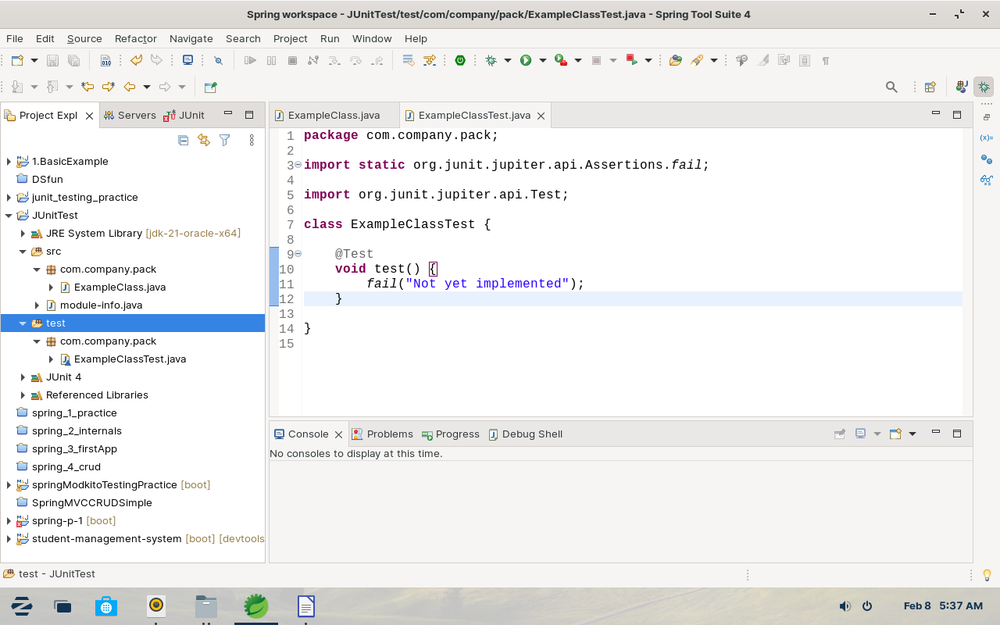 Spring workspace - JUnitTest/test/com/company/pack/ExampleClassTest.java - Spring Tool Suite 4
File Edit Source Refactor Navigate Search Project Run Window Help
Project Expl Servers JUnit
1.BasicExample
DSfun
junit_testing_practice
JUnitTest
JRE System Library [jdk-21-oracle-x64]
src
com.company.pack
ExampleClass.java
module-info.java
test
com.company.pack
ExampleClassTest.java
JUnit 4
Referenced Libraries
spring_1_practice
spring_2_internals
spring_3_firstApp
spring_4_crud
springModkitoTestingPractice [boot]
SpringMVCCRUDSimple
spring-p-1 [boot]
student-management-system [boot] [devtools
ExampleClass.java ExampleClassTest.java
1 package com.company.pack;
2
3 import static org.junit.jupiter.api.Assertions.fail;
4
5 import org.junit.jupiter.api.Test;
6
7 class ExampleClassTest {
8
9 @Test
10 void test() {
11 fail("Not yet implemented");
12 }
13
14 }
15
Console Problems Progress Debug Shell
No consoles to display at this time.
test - JUnitTest
Feb 8 5:37 AM